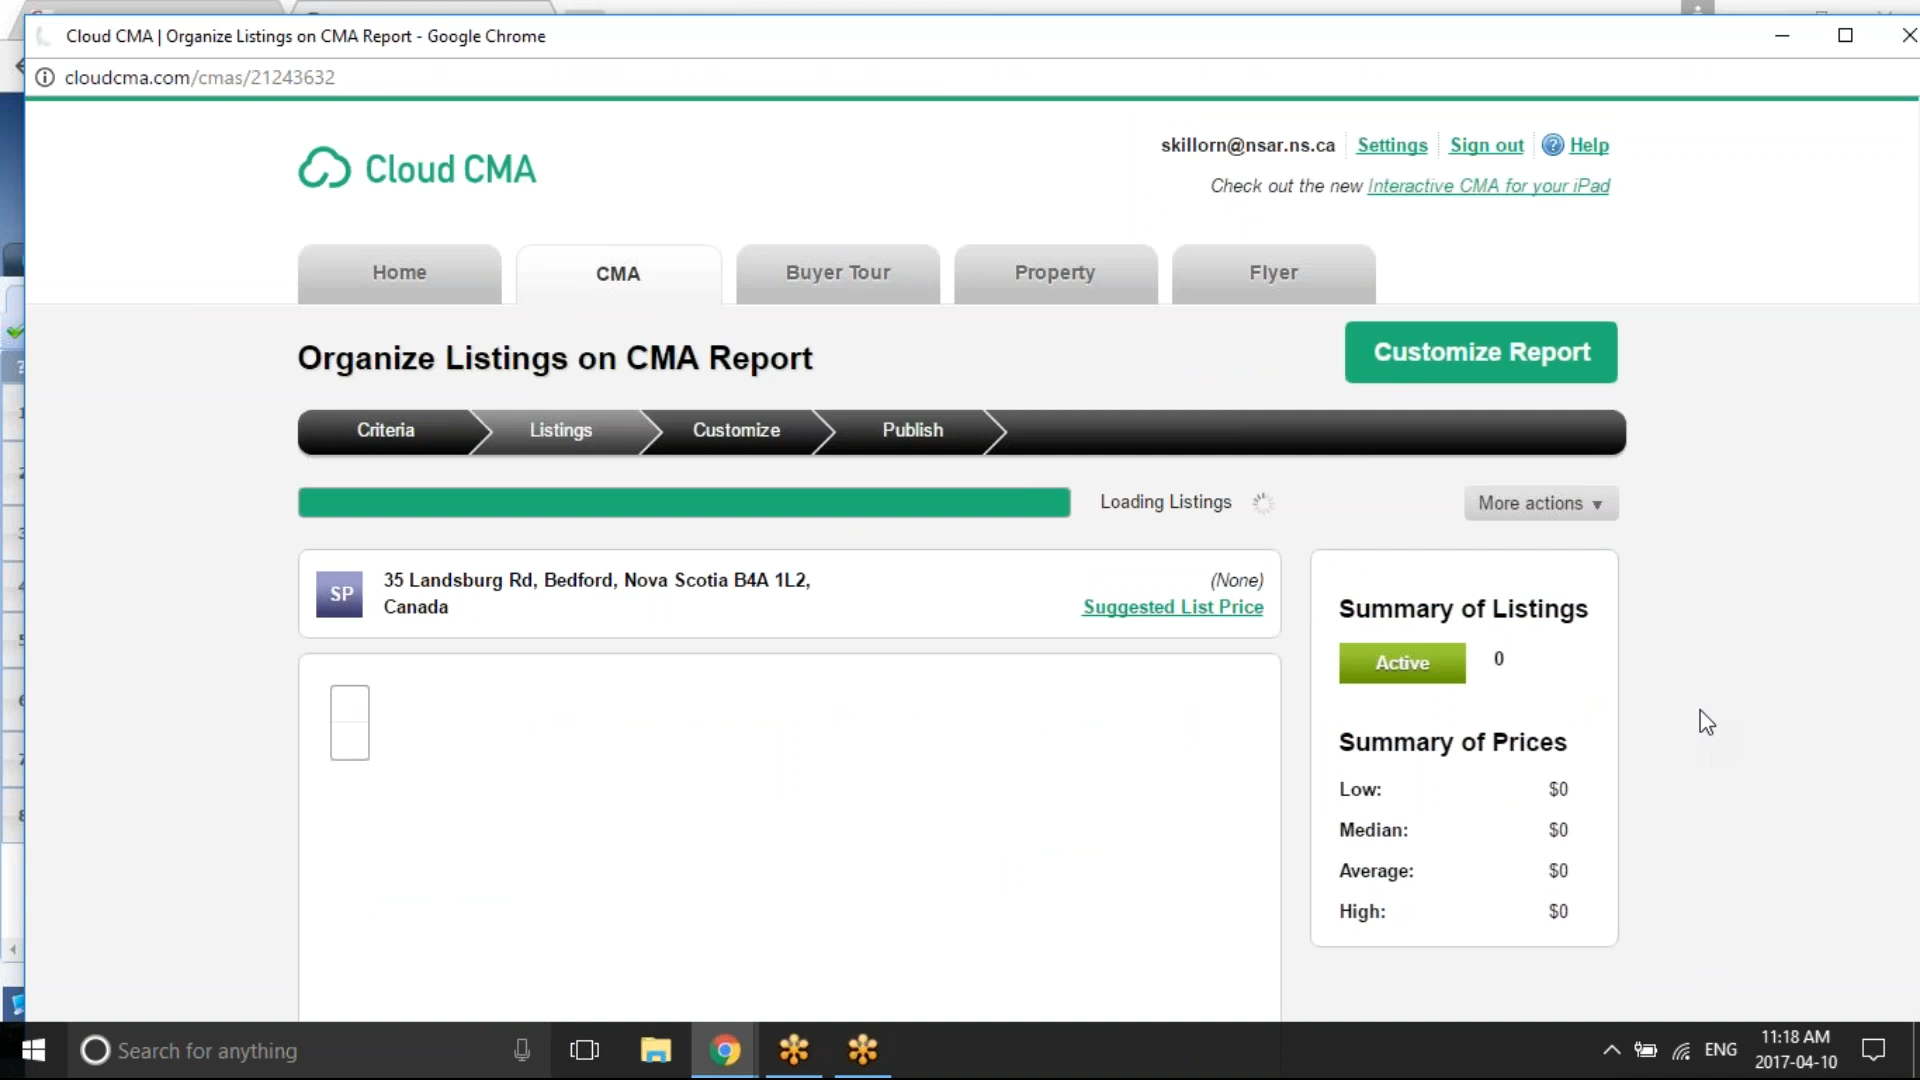 Cloud CMA | Organize Listings on CMA Report - Google Chrome
cloudcma.com/cmas/21243632
skillorn@nsar.ns.ca Settings Sign out ? Help
Cloud CMA
Check out the new Interactive CMA for your iPad
Home CMA Buyer Tour Property Flyer
Organize Listings on CMA Report
Customize Report
Criteria Listings Customize Publish
Loading Listings
More actions ▼
SP
35 Landsburg Rd, Bedford, Nova Scotia B4A 1L2,
Canada
(None)
Suggested List Price
Summary of Listings
Active 0
Summary of Prices
Low: $0
Median: $0
Average: $0
High: $0
Search for anything
ENG
11:18 AM
2017-04-10